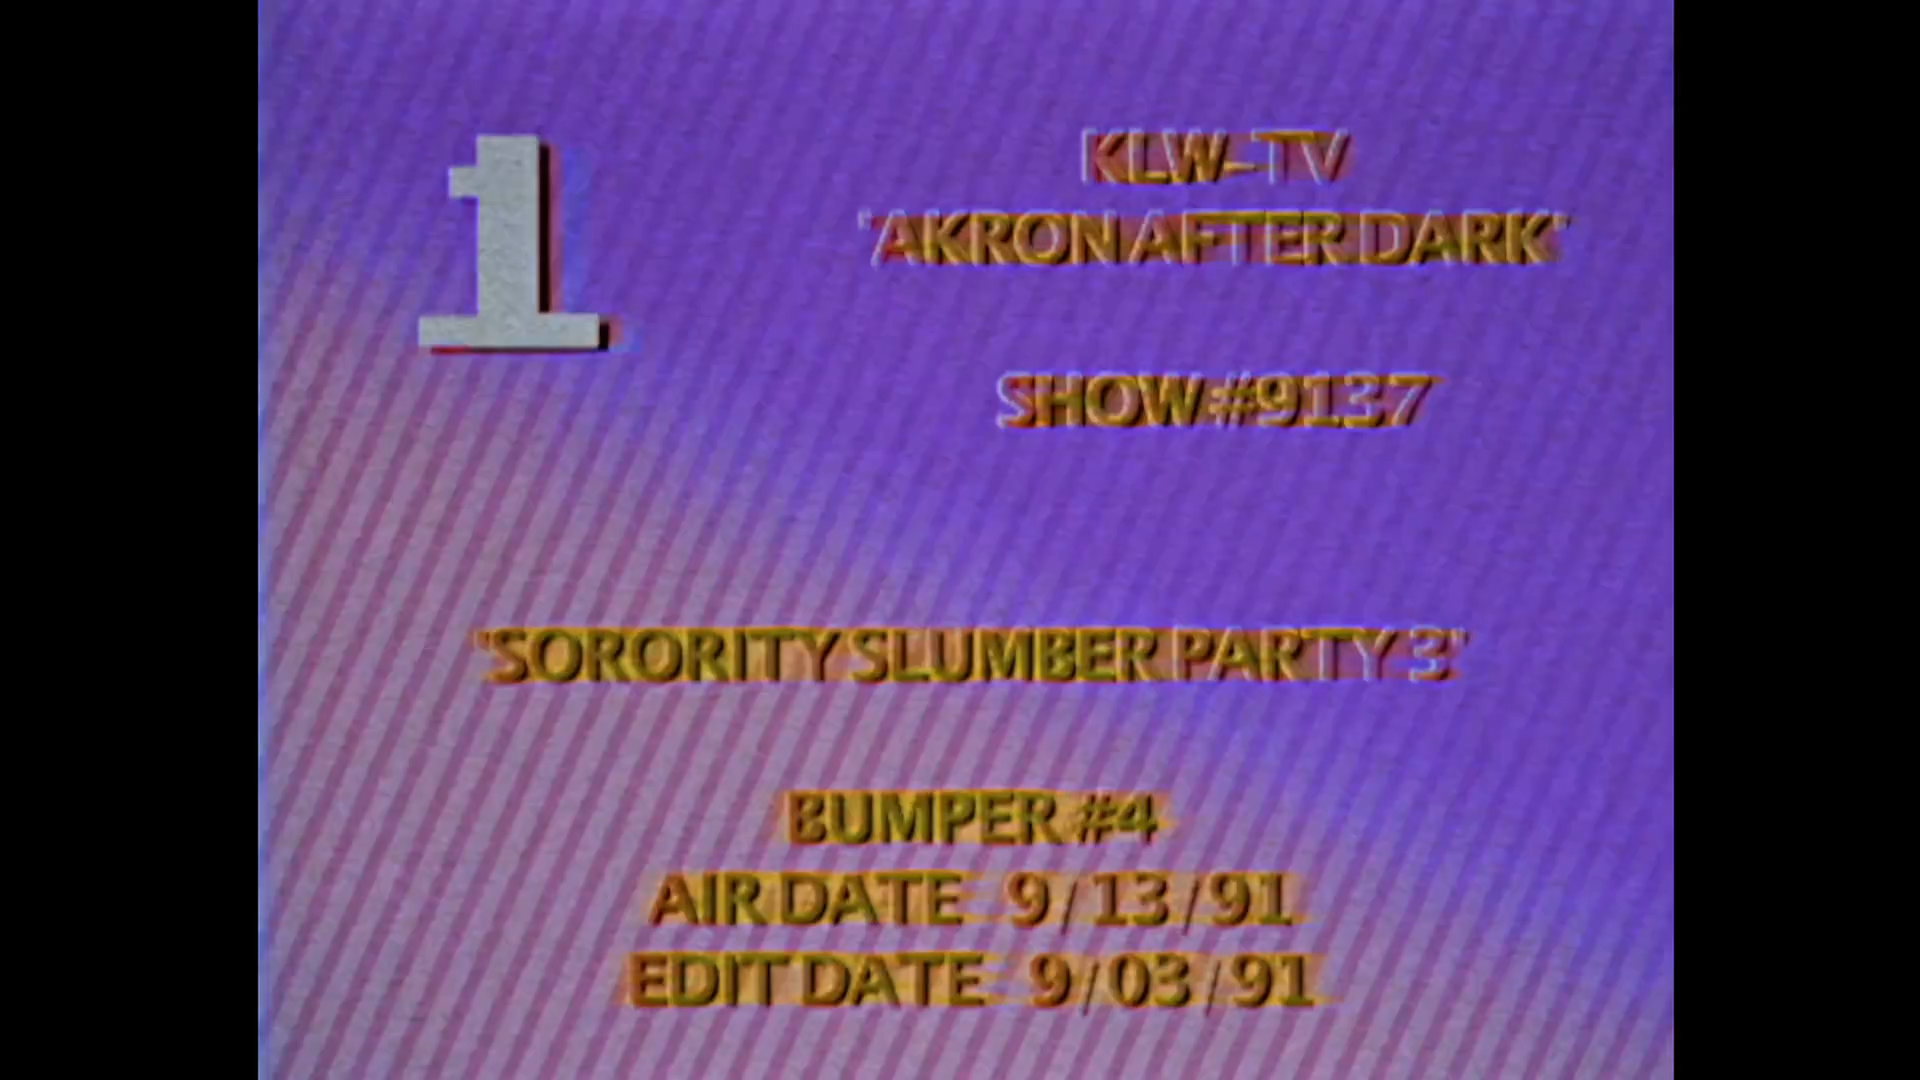 1
KLW-TV
'AKRON AFTER DARK'
SHOW #9137
'SORORITY SLUMBER PARTY 3'
BUMPER #4
AIR DATE 9/13/91
EDIT DATE 9/03/91